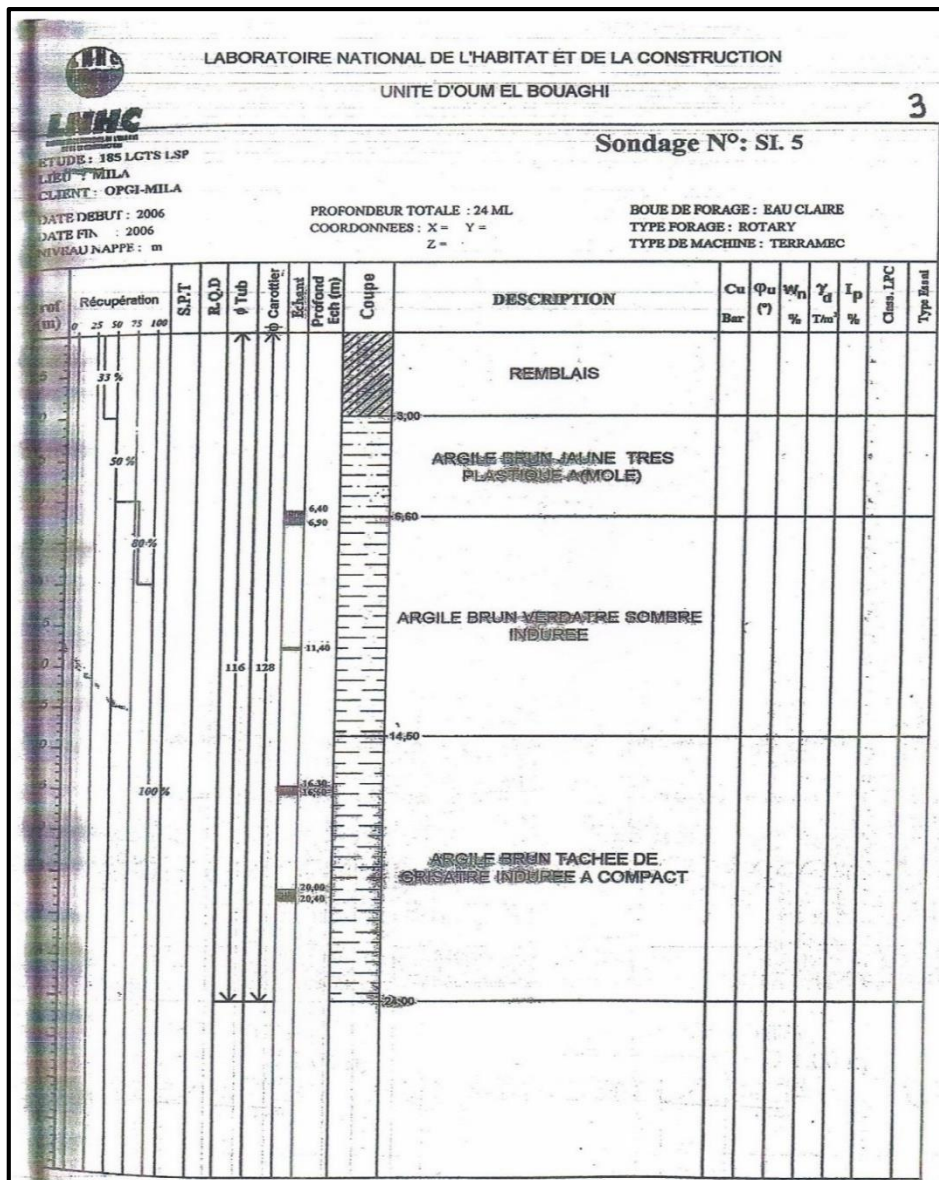 LNHC
LABORATOIRE NATIONAL DE L'HABITAT ET DE LA CONSTRUCTION
UNITE D'OUM EL BOUAGHI
3
LNHC
Sondage N°: SI. 5
ETUDE : 185 LGTS LSP
LIEU : MILA
CLIENT : OPGI-MILA
DATE DEBUT : 2006
DATE FIN : 2006
NIVEAU NAPPE : m
PROFONDEUR TOTALE : 24 ML
COORDONNEES : X = Y =
Z =
BOUE DE FORAGE : EAU CLAIRE
TYPE FORAGE : ROTARY
TYPE DE MACHINE : TERRAMEC
rof (m)
Récupération
0 25 50 75 100
S.P.T
R.Q.D
ϕ Tub
ϕ Carottier
Echant
Profond Ech (m)
Coupe
DESCRIPTION
Cu Bar
φu (°)
Wn %
γd T/m³
Ip %
Class. LPC
Type Essai
33 %
REMBLAIS
3,00
50 %
ARGILE BRUN JAUNE TRES
PLASTIQUE A(MOLE)
6,40
6,60
6,90
80 %
ARGILE BRUN VERDATRE SOMBRE
INDUREE
11,40
116 128
14,50
16,30
100 %
ARGILE BRUN TACHEE DE
GRISATRE INDUREE A COMPACT
20,00
20,40
24,00